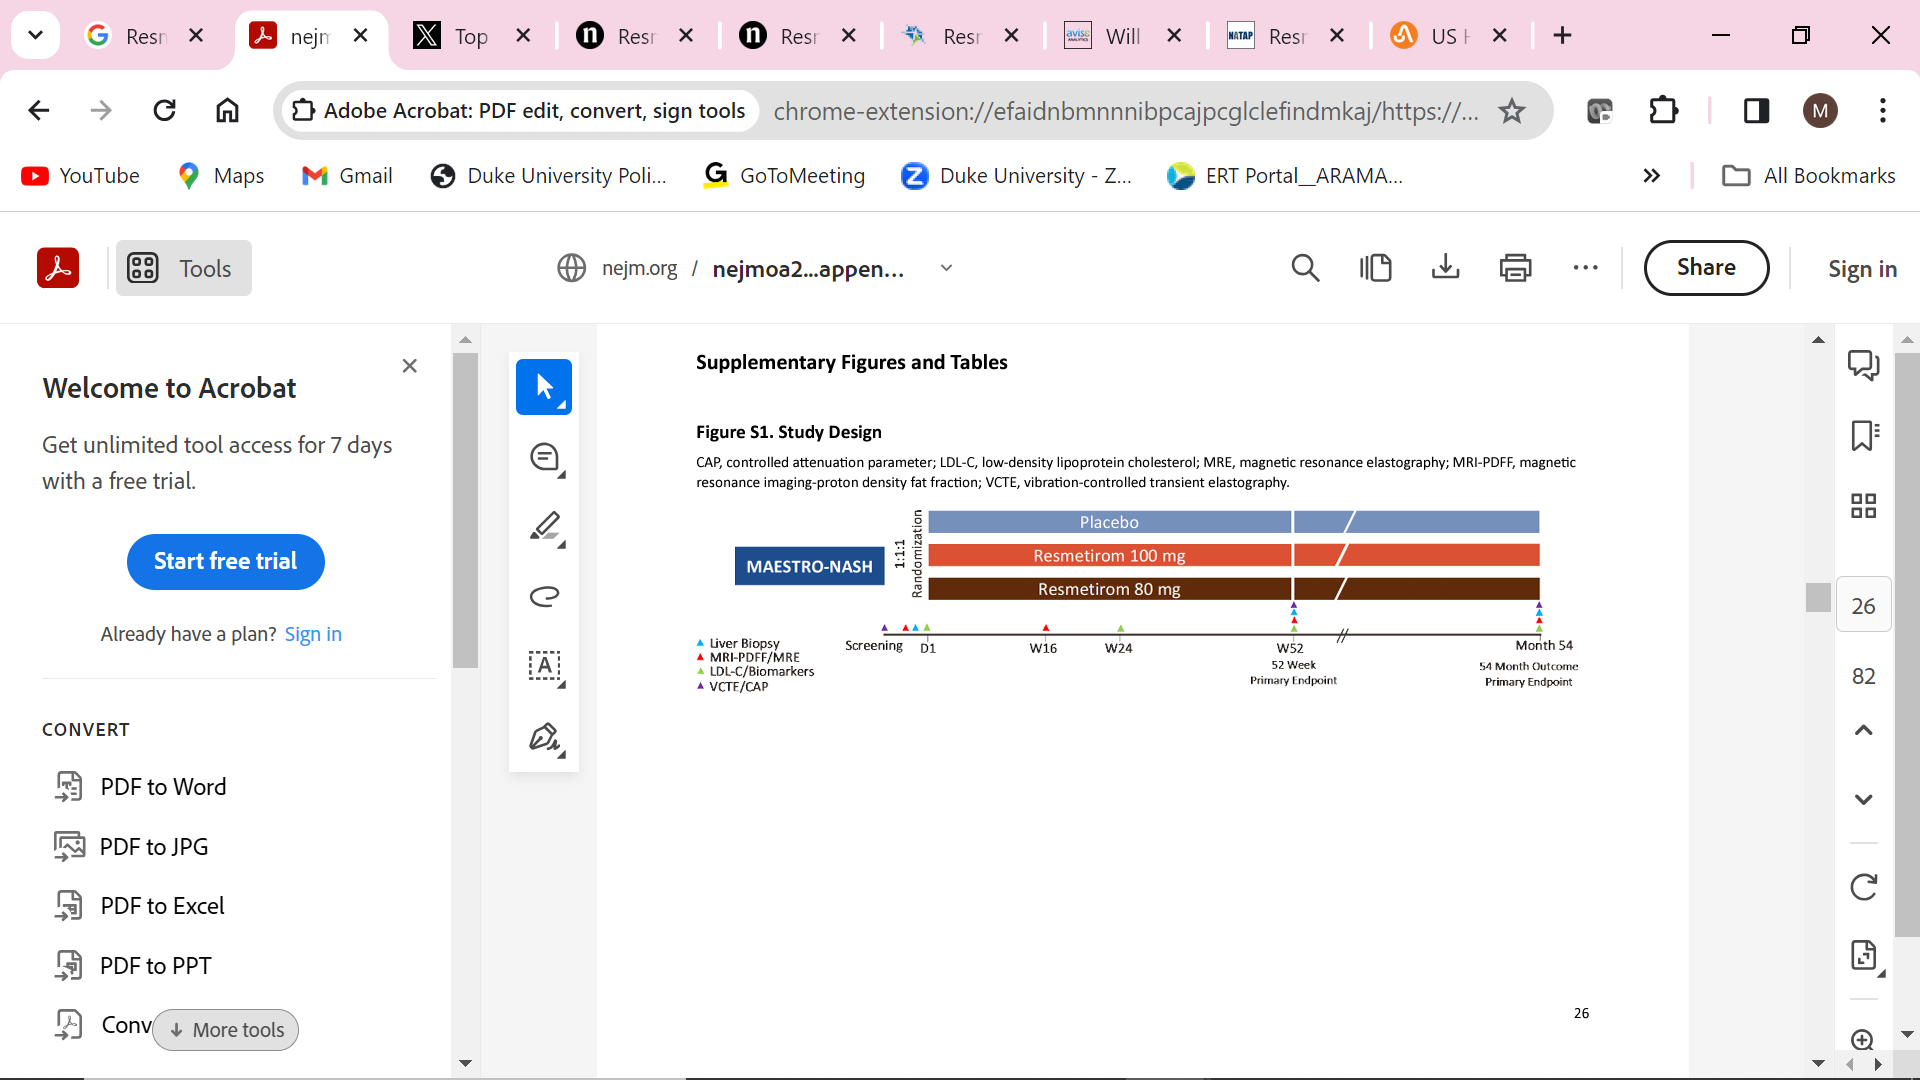 Resr
nejm
Top
Resr
Resr
Resr
avise
ANALYTICS
Will
NATAP
Resr
US H
Adobe Acrobat: PDF edit, convert, sign tools
chrome-extension://efaidnbmnnnibpcajpcglclefindmkaj/https://...
M
YouTube
Maps
Gmail
Duke University Poli...
GoToMeeting
Duke University - Z...
ERT Portal__ARAMA...
All Bookmarks
Tools
nejm.org / nejmoa2...appen...
Share
Sign in
Welcome to Acrobat
Get unlimited tool access for 7 days
with a free trial.
Start free trial
Already have a plan? Sign in
CONVERT
PDF to Word
PDF to JPG
PDF to Excel
PDF to PPT
Conv
More tools
Supplementary Figures and Tables
Figure S1. Study Design
CAP, controlled attenuation parameter; LDL-C, low-density lipoprotein cholesterol; MRE, magnetic resonance elastography; MRI-PDFF, magnetic
resonance imaging-proton density fat fraction; VCTE, vibration-controlled transient elastography.
MAESTRO-NASH
1:1:1
Randomization
Placebo
Resmetirom 100 mg
Resmetirom 80 mg
Liver Biopsy
MRI-PDFF/MRE
LDL-C/Biomarkers
VCTE/CAP
Screening
D1
W16
W24
W52
52 Week
Primary Endpoint
Month 54
54 Month Outcome
Primary Endpoint
26
26
82